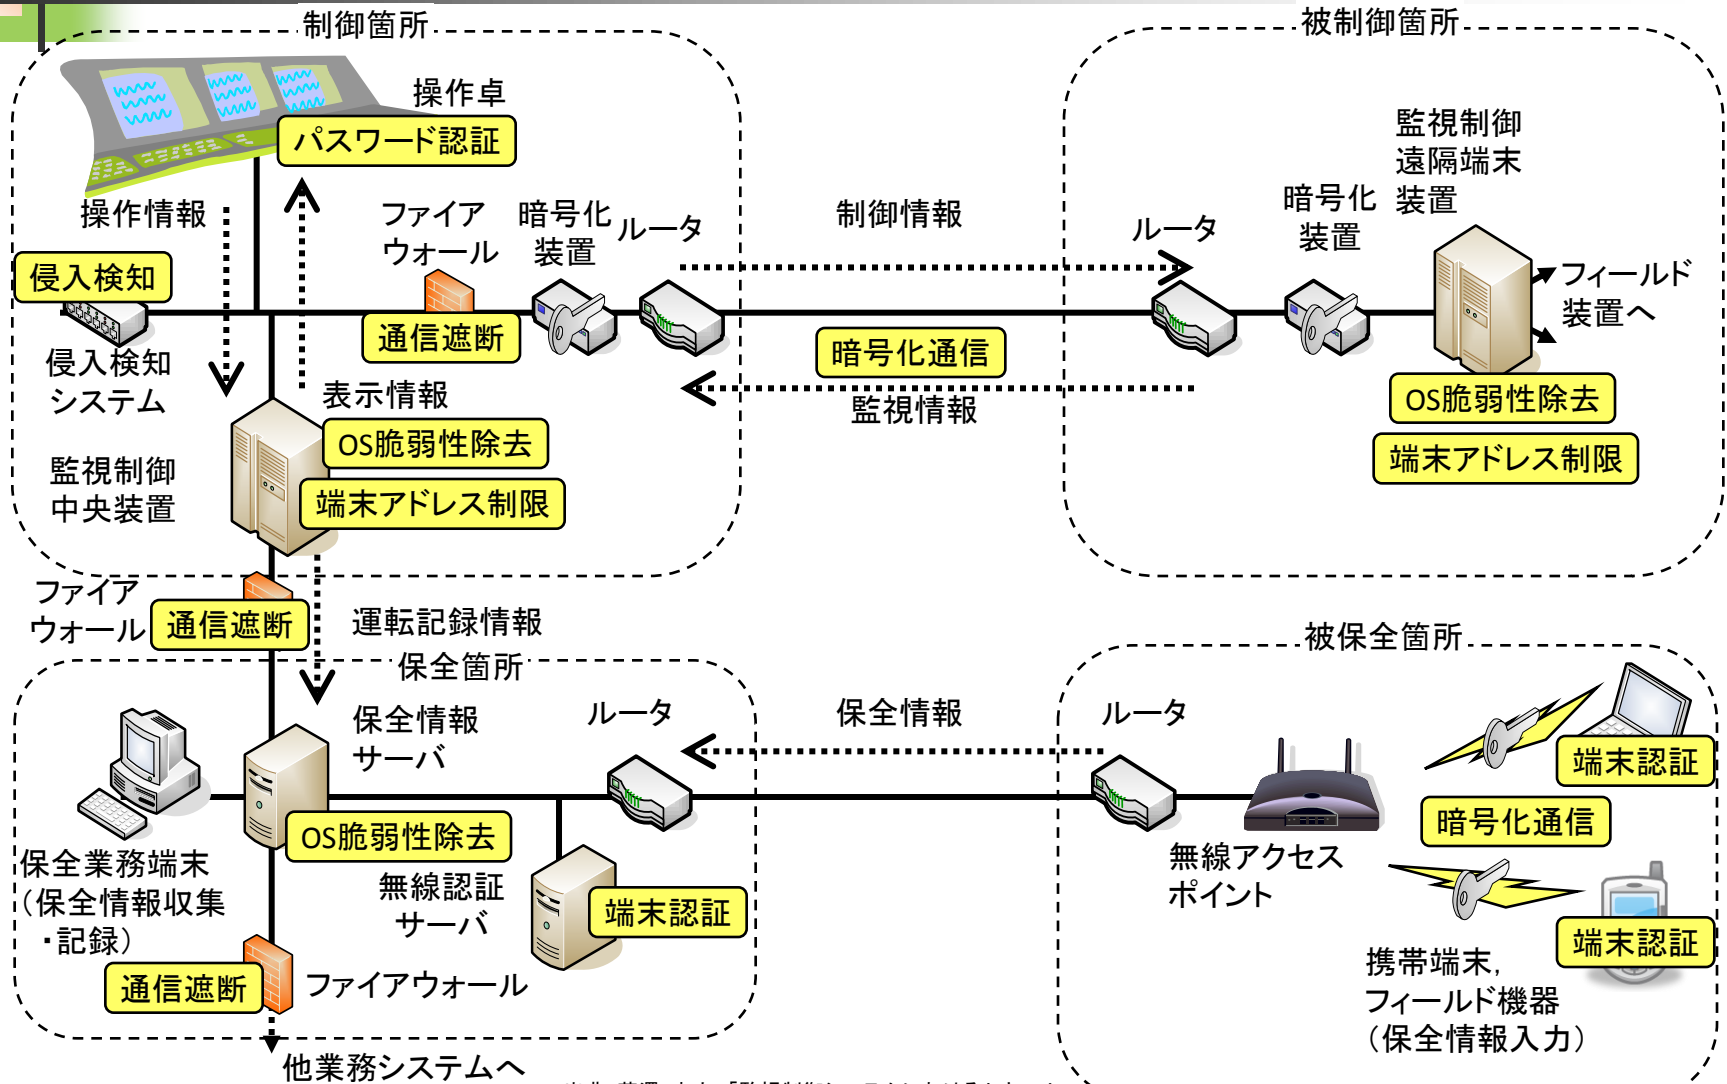 制御箇所
被制御箇所
操作卓
パスワード認証
監視制御
遠隔端末
装置
操作情報
ファイア
ウォール
暗号化
装置
ルータ
制御情報
ルータ
暗号化
装置
侵入検知
フィールド
装置へ
通信遮断
暗号化通信
侵入検知
システム
表示情報
監視情報
OS脆弱性除去
OS脆弱性除去
端末アドレス制限
監視制御
中央装置
端末アドレス制限
ファイア
ウォール
通信遮断
運転記録情報
保全箇所
被保全箇所
保全情報
サーバ
ルータ
保全情報
ルータ
端末認証
OS脆弱性除去
暗号化通信
保全業務端末
（保全情報収集
・記録）
無線認証
サーバ
端末認証
無線アクセス
ポイント
端末認証
通信遮断
ファイアウォール
携帯端末，
フィールド機器
（保全情報入力）
他業務システムへ